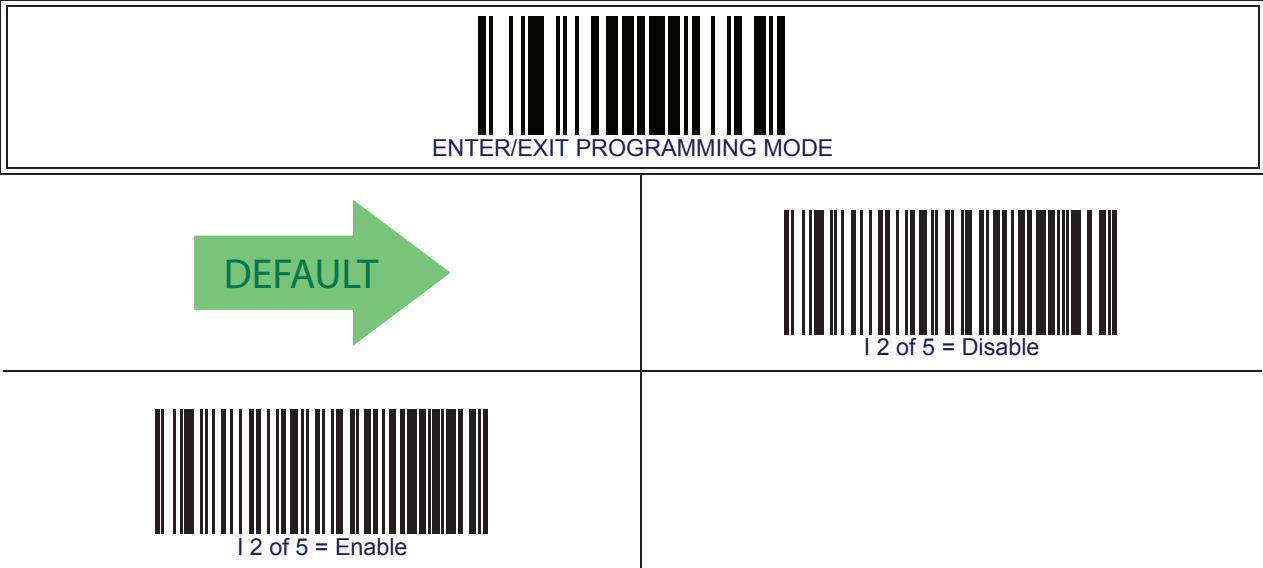 ENTER/EXIT PROGRAMMING MODE
DEFAULT
I 2 of 5 = Disable
I 2 of 5 = Enable